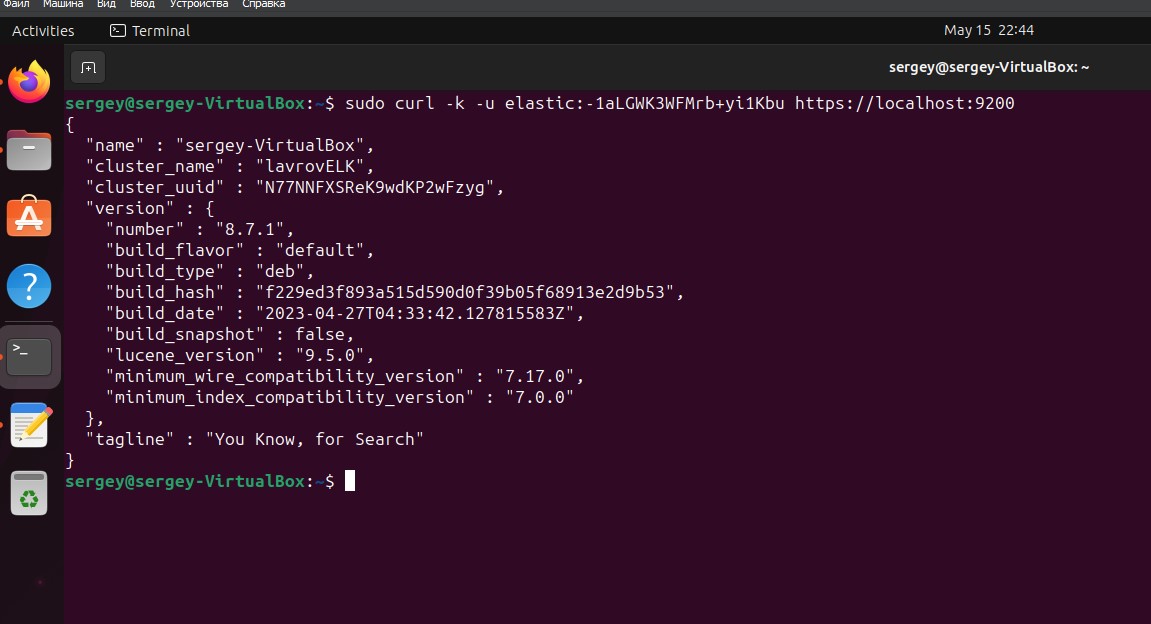 Файл Машина Вид Ввод Устройства Справка
Activities Terminal May 15 22:44
sergey@sergey-VirtualBox: ~
sergey@sergey-VirtualBox:~$ sudo curl -k -u elastic:-1aLGWK3WFMrb+yi1Kbu https://localhost:9200
{
  "name" : "sergey-VirtualBox",
  "cluster_name" : "lavrovELK",
  "cluster_uuid" : "N77NNFXSReK9wdKP2wFzyg",
  "version" : {
    "number" : "8.7.1",
    "build_flavor" : "default",
    "build_type" : "deb",
    "build_hash" : "f229ed3f893a515d590d0f39b05f68913e2d9b53",
    "build_date" : "2023-04-27T04:33:42.127815583Z",
    "build_snapshot" : false,
    "lucene_version" : "9.5.0",
    "minimum_wire_compatibility_version" : "7.17.0",
    "minimum_index_compatibility_version" : "7.0.0"
  },
  "tagline" : "You Know, for Search"
}
sergey@sergey-VirtualBox:~$